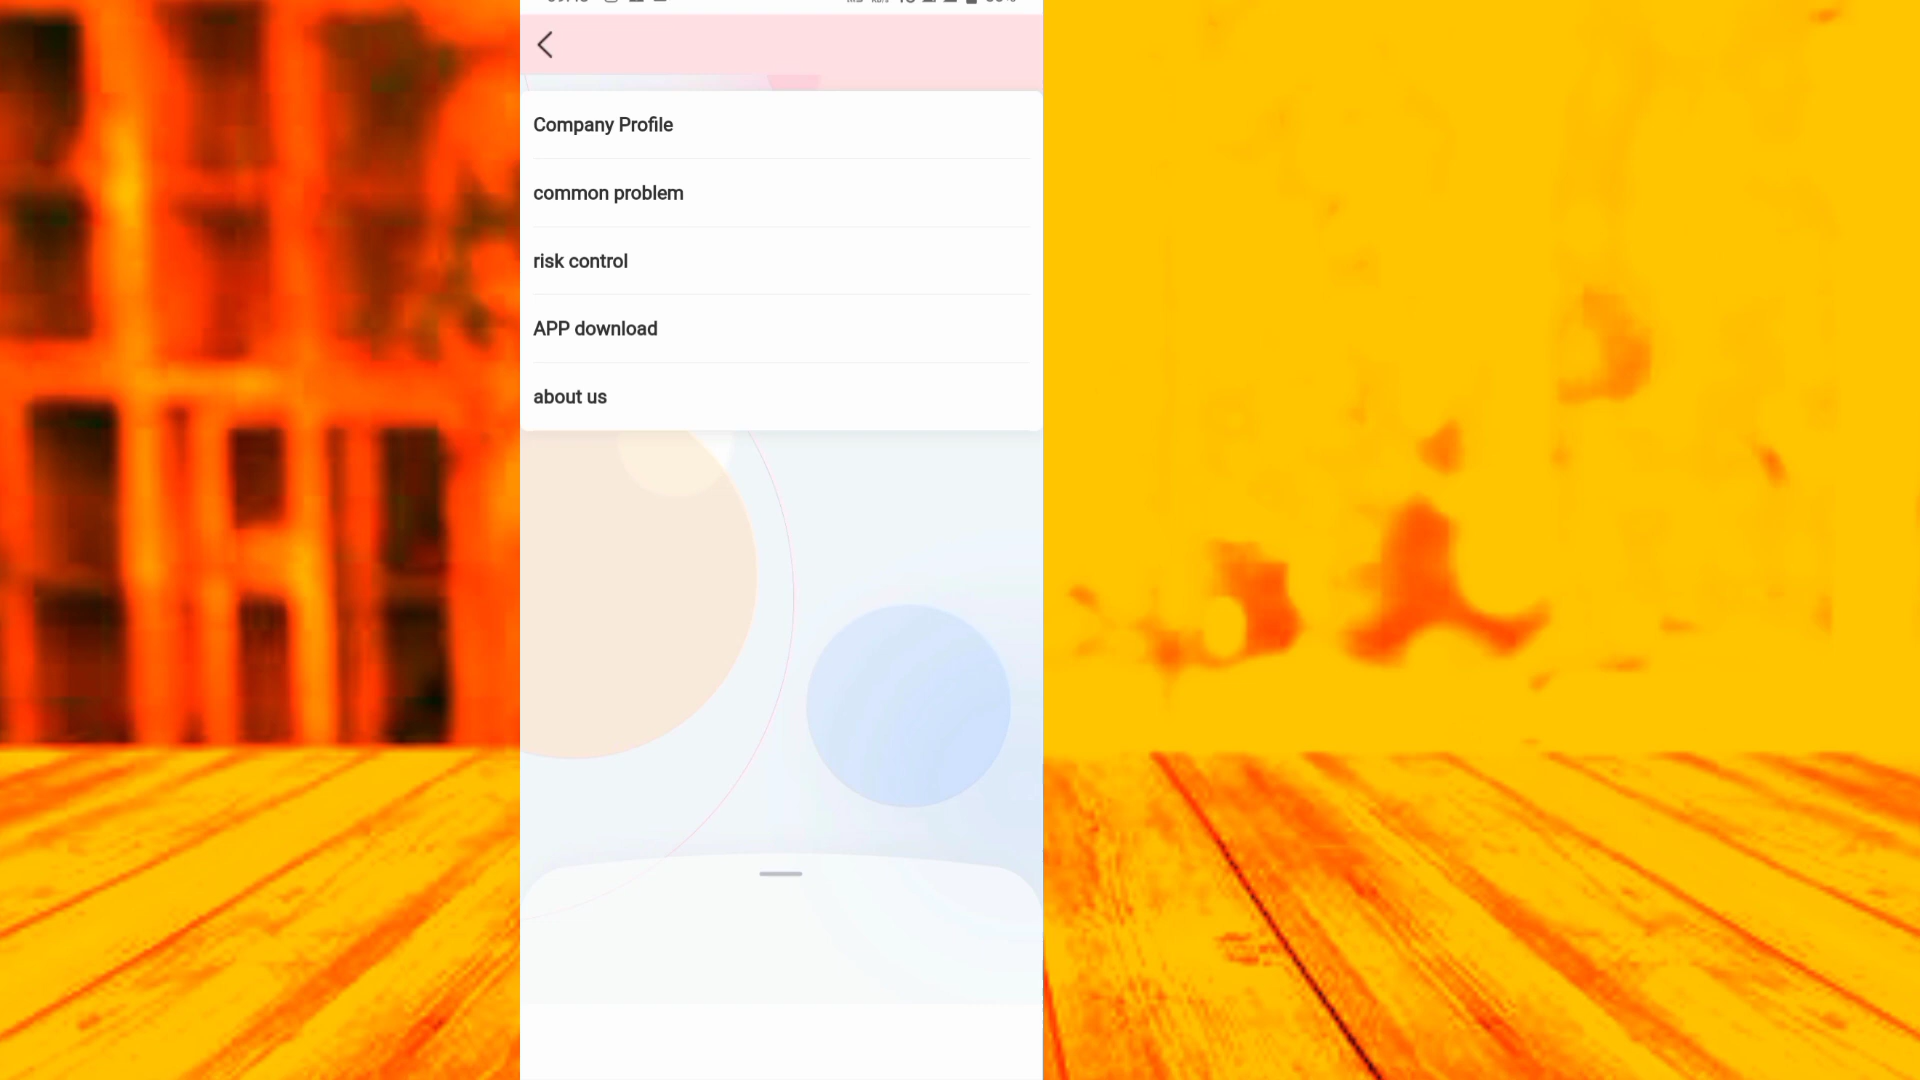 Company Profile
common problem
risk control
APP download
about us